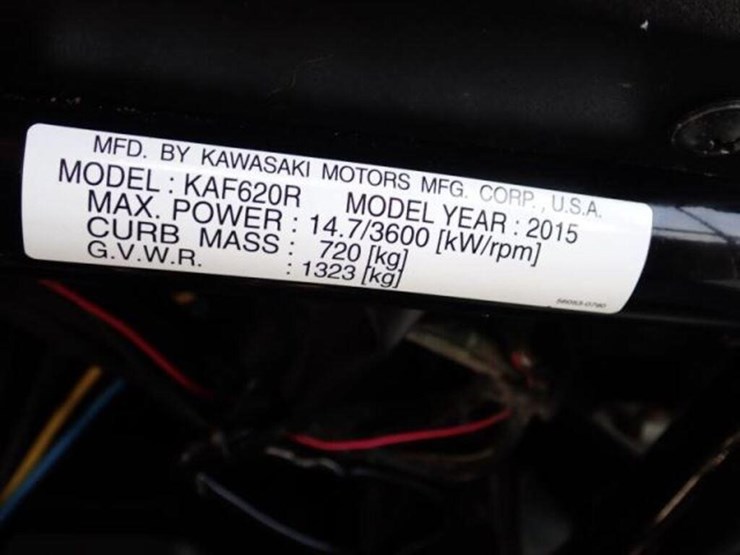 MFD. BY KAWASAKI MOTORS MFG. CORP., U.S.A.
MODEL : KAF620R MODEL YEAR : 2015
MAX. POWER : 14.7/3600 [kW/rpm]
CURB MASS : 720 [kg]
G.V.W.R. : 1323 [kg]